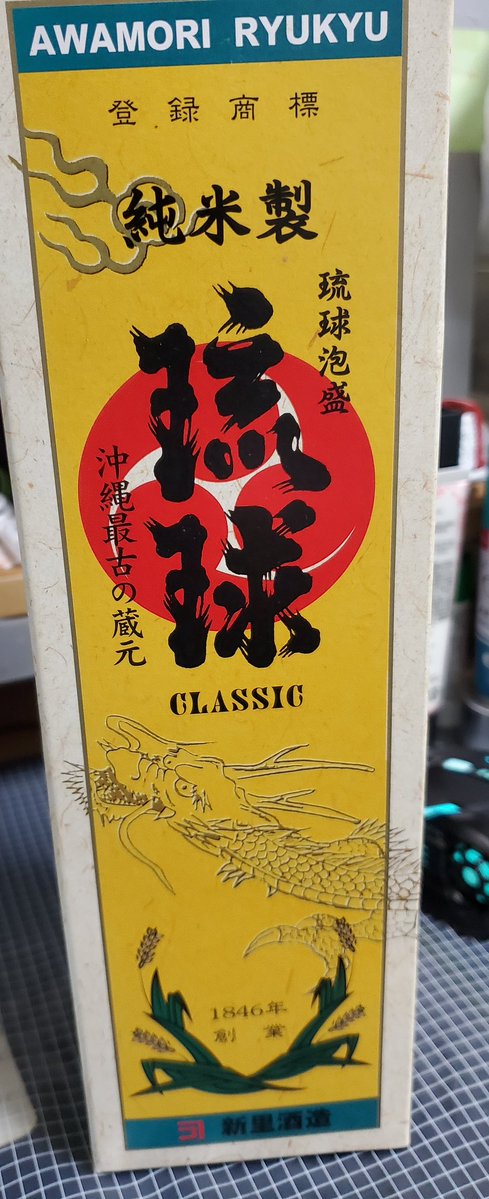 AWAMORI RYUKYU
登録商標
純米製
琉球泡盛
琉球
沖縄最古の蔵元
CLASSIC
1846年
創業
新里酒造